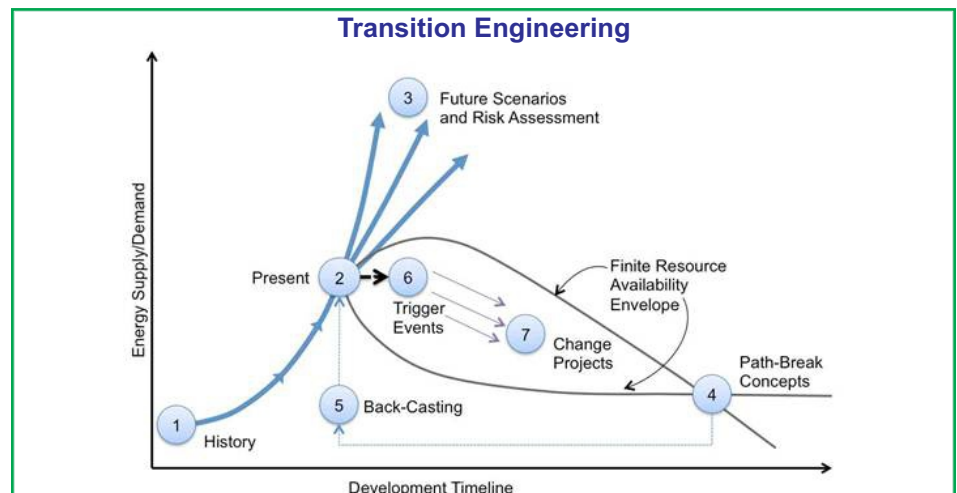 Transition Engineering
3
Future Scenarios
and Risk Assessment
Energy Supply/Demand
Present
2
6
Trigger
Events
7
Change
Projects
Finite Resource
Availability
Envelope
Path-Break
Concepts
4
5
Back-Casting
1
History
Development Timeline